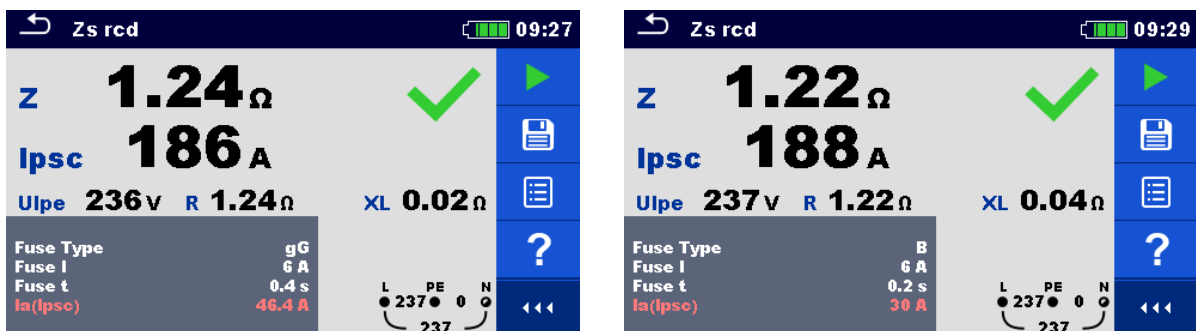 Zs rcd 09:27
Z 1.24 Ω
Ipsc 186 A
Ulpe 236 V R 1.24 Ω XL 0.02 Ω
Fuse Type gG
Fuse I 6 A
Fuse t 0.4 s
Ia(Ipsc) 46.4 A
L PE N
237 0
237
?
Zs rcd 09:29
Z 1.22 Ω
Ipsc 188 A
Ulpe 237 V R 1.22 Ω XL 0.04 Ω
Fuse Type B
Fuse I 6 A
Fuse t 0.2 s
Ia(Ipsc) 30 A
L PE N
237 0
237
?